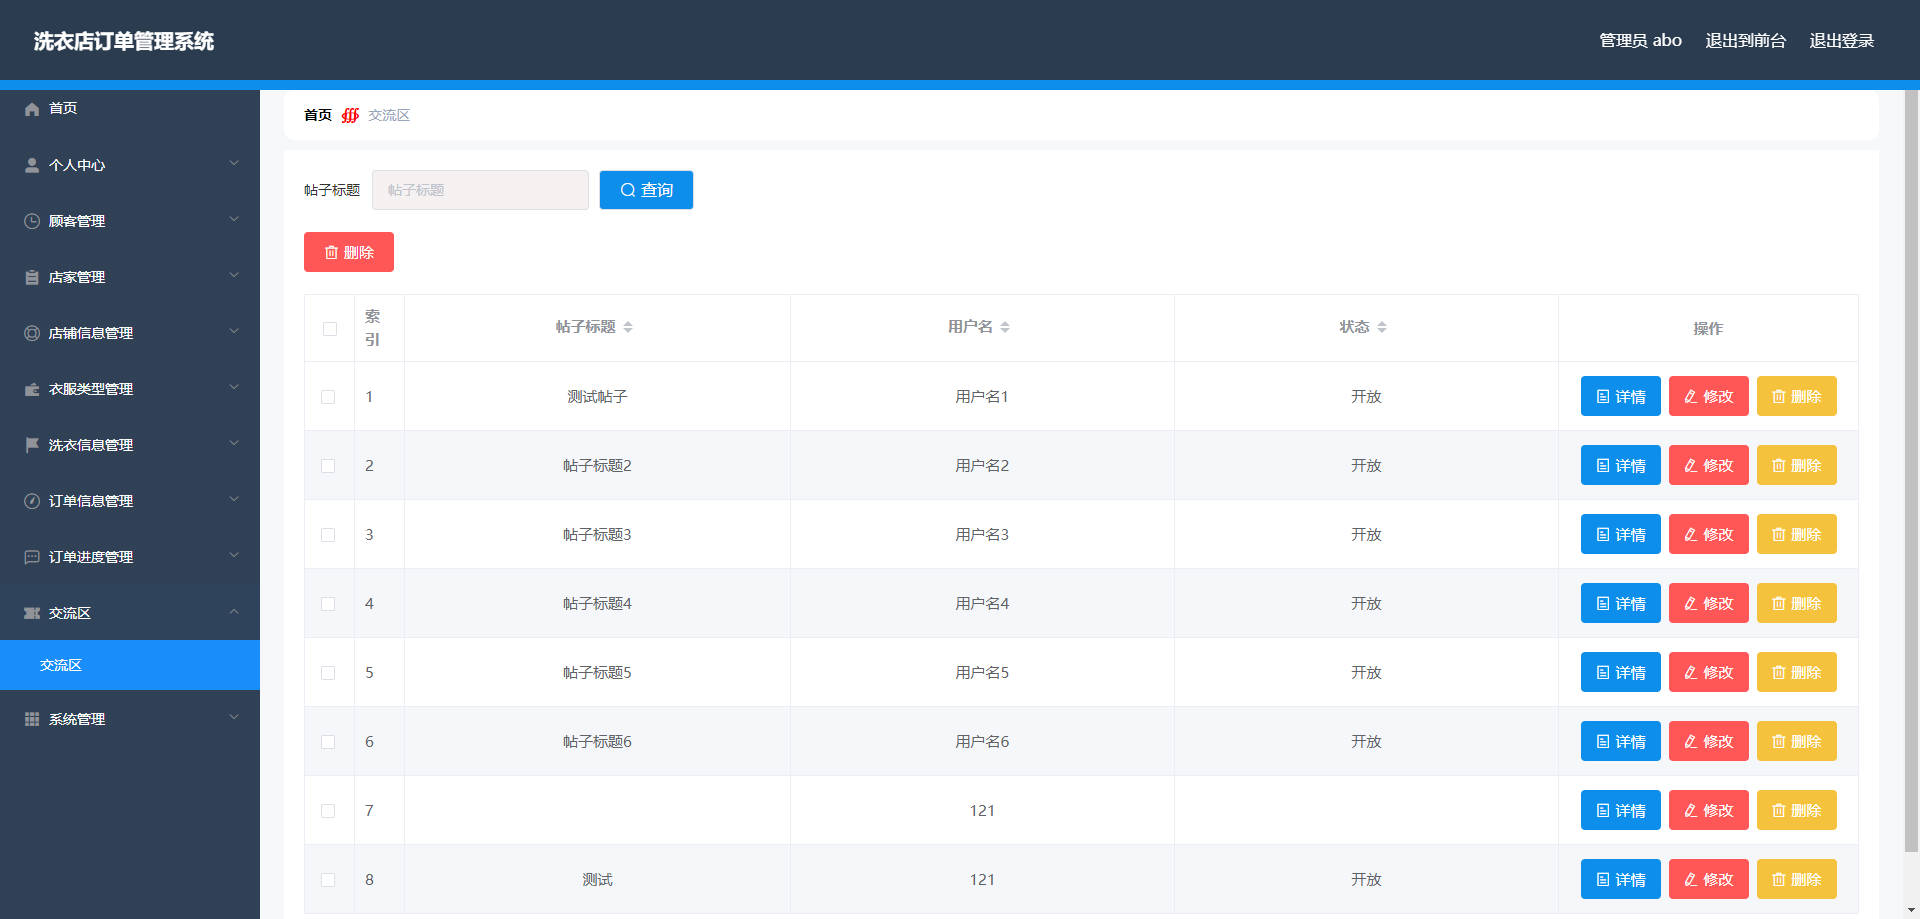 洗衣店订单管理系统
管理员 abo 退出到前台 退出登录
首页
个人中心
顾客管理
店家管理
店铺信息管理
衣服类型管理
洗衣信息管理
订单信息管理
订单进度管理
交流区
交流区
系统管理
首页 交流区
帖子标题 帖子标题 查询
删除
索引 帖子标题 用户名 状态 操作
1 测试帖子 用户名1 开放 详情 修改 删除
2 帖子标题2 用户名2 开放 详情 修改 删除
3 帖子标题3 用户名3 开放 详情 修改 删除
4 帖子标题4 用户名4 开放 详情 修改 删除
5 帖子标题5 用户名5 开放 详情 修改 删除
6 帖子标题6 用户名6 开放 详情 修改 删除
7 121 详情 修改 删除
8 测试 121 开放 详情 修改 删除